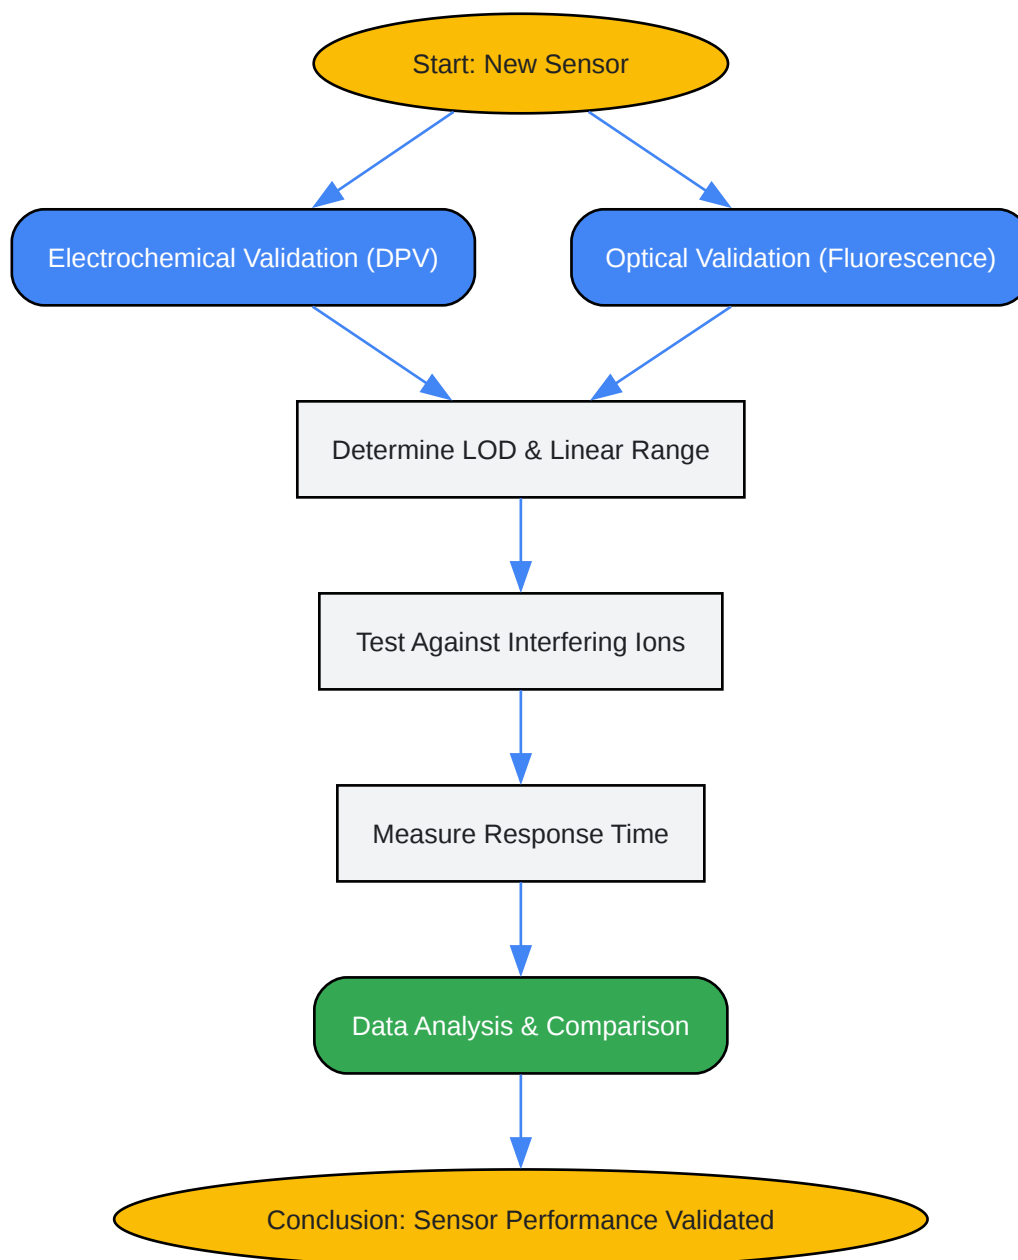 Start: New Sensor
Electrochemical Validation (DPV)
Optical Validation (Fluorescence)
Determine LOD & Linear Range
Test Against Interfering Ions
Measure Response Time
Data Analysis & Comparison
Conclusion: Sensor Performance Validated